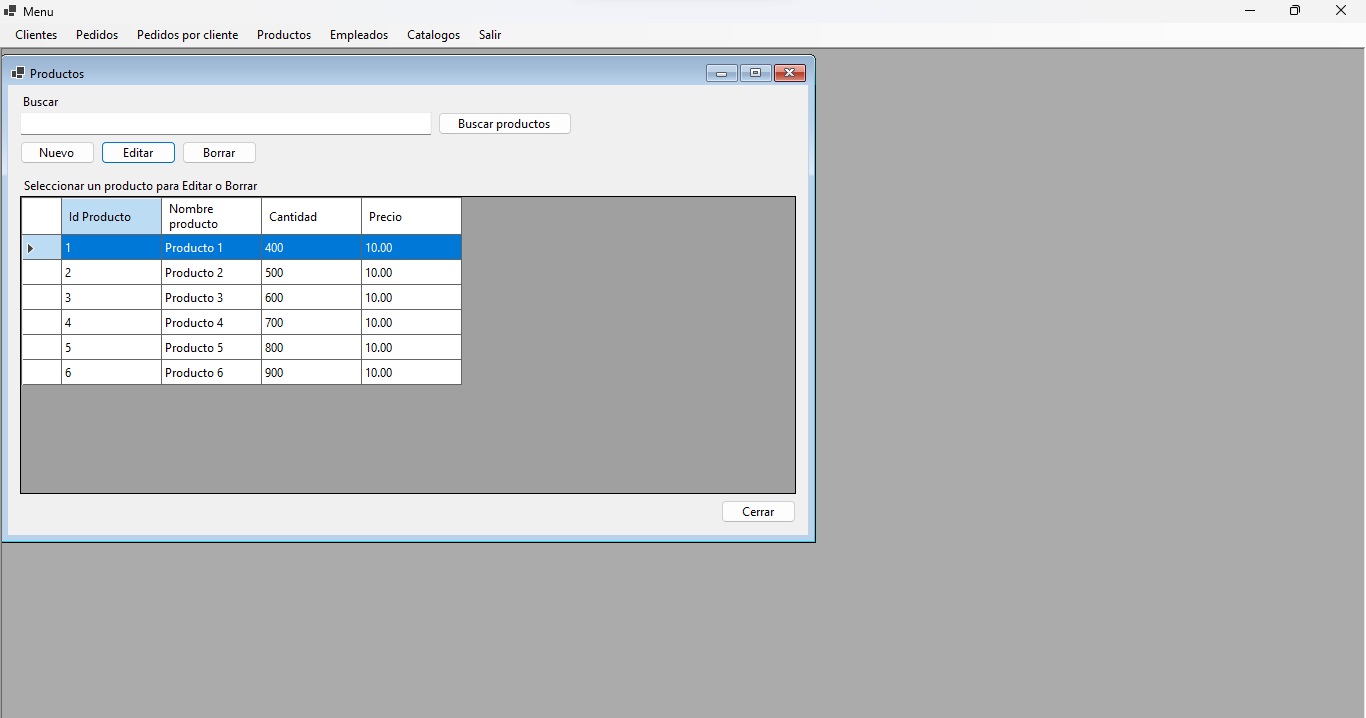 Menu
Clientes Pedidos Pedidos por cliente Productos Empleados Catalogos Salir
Productos
Buscar
Buscar productos
Nuevo Editar Borrar
Seleccionar un producto para Editar o Borrar
Id Producto Nombre producto Cantidad Precio
1 Producto 1 400 10.00
2 Producto 2 500 10.00
3 Producto 3 600 10.00
4 Producto 4 700 10.00
5 Producto 5 800 10.00
6 Producto 6 900 10.00
Cerrar